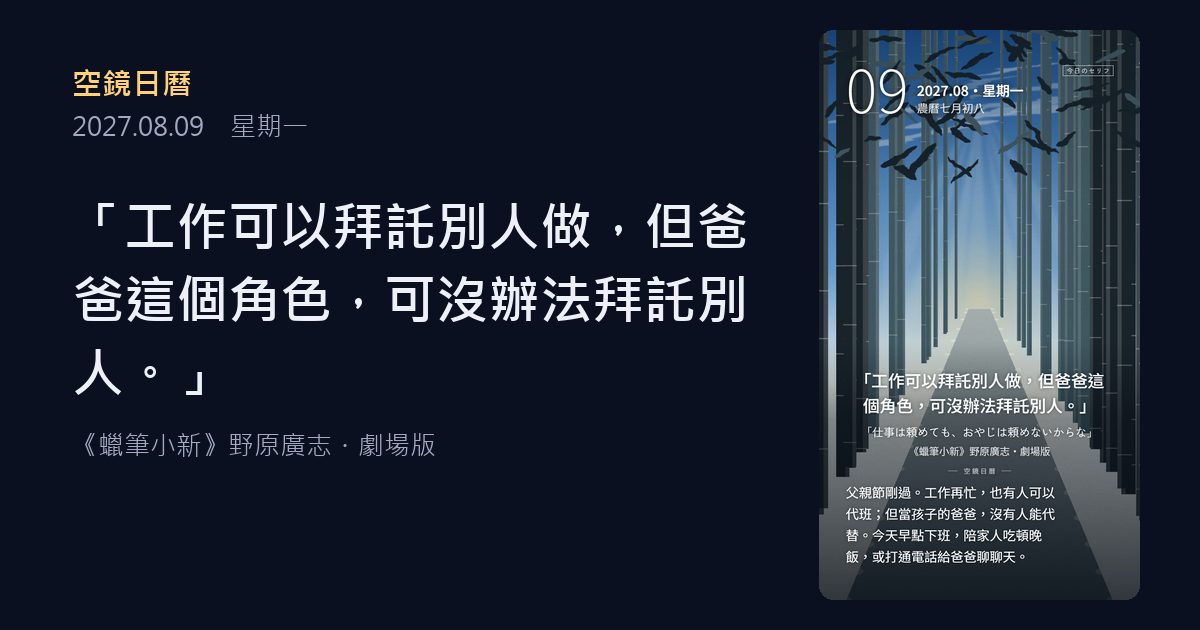 空鏡日曆
2027.08.09 星期一
「工作可以拜託別人做，但爸
爸這個角色，可沒辦法拜託別
人。」
《蠟筆小新》野原廣志・劇場版
今日のセリフ
09
2027.08・星期一
農曆七月初八
「工作可以拜託別人做，但爸爸這
個角色，可沒辦法拜託別人。」
「仕事は頼めても、おやじは頼めないからな」
《蠟筆小新》野原廣志・劇場版
— 空鏡日曆 —
父親節剛過。工作再忙，也有人可以
代班；但當孩子的爸爸，沒有人能代
替。今天早點下班，陪家人吃頓晚
飯，或打通電話給爸爸聊聊天。